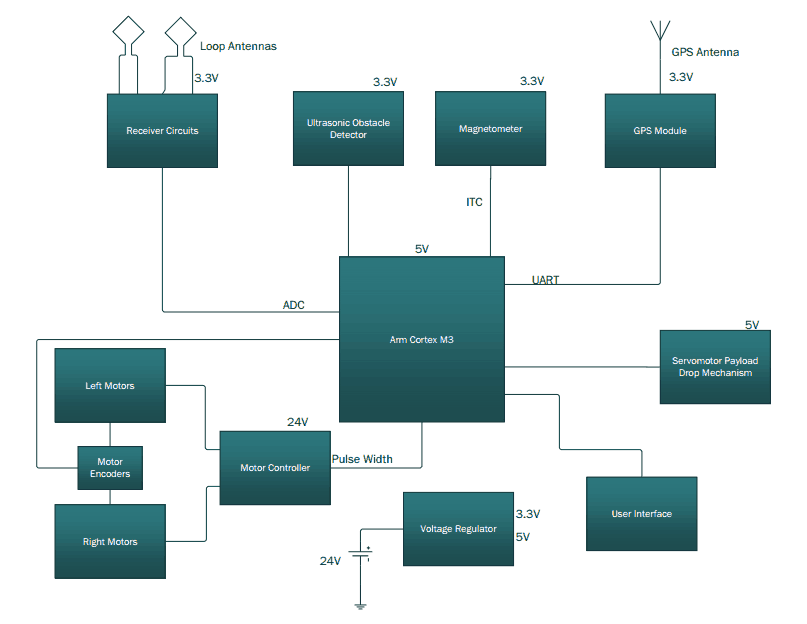 Loop Antennas
GPS Antenna
3.3V
3.3V
3.3V
3.3V
Receiver Circuits
Ultrasonic Obstacle
Detector
Magnetometer
GPS Module
ITC
5V
UART
ADC
Arm Cortex M3
5V
Servomotor Payload
Drop Mechanism
Left Motors
24V
Motor
Encoders
Motor Controller
Pulse Width
Right Motors
Voltage Regulator
3.3V
5V
24V
User Interface